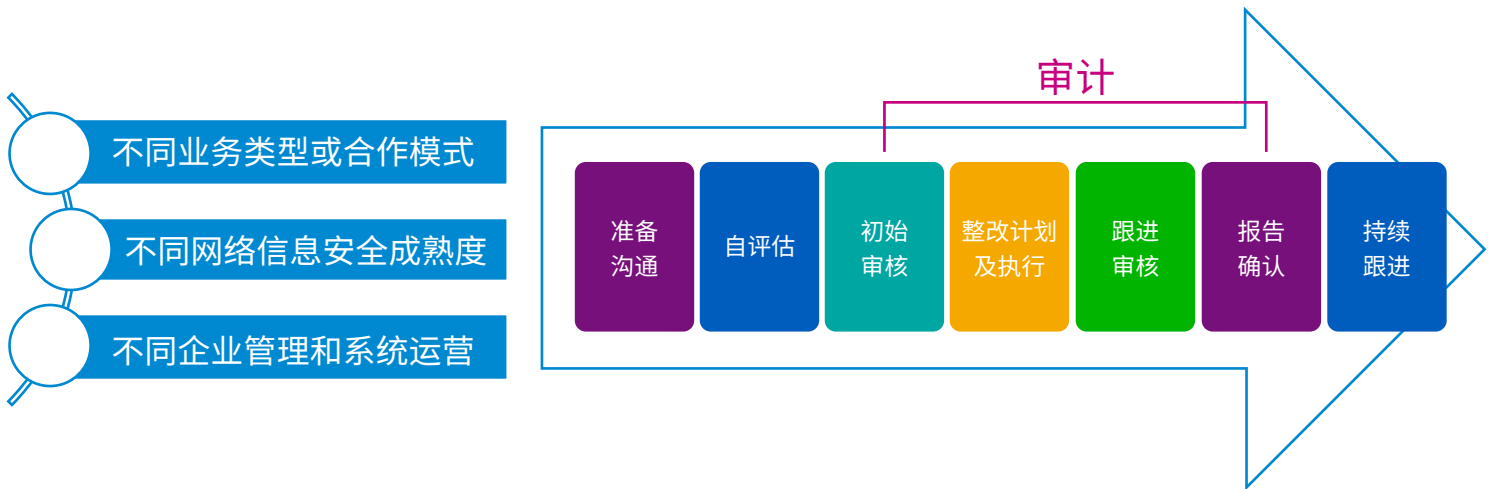 不同业务类型或合作模式
不同网络信息安全成熟度
不同企业管理和系统运营
审计
准备
沟通
自评估
初始
审核
整改计划
及执行
跟进
审核
报告
确认
持续
跟进